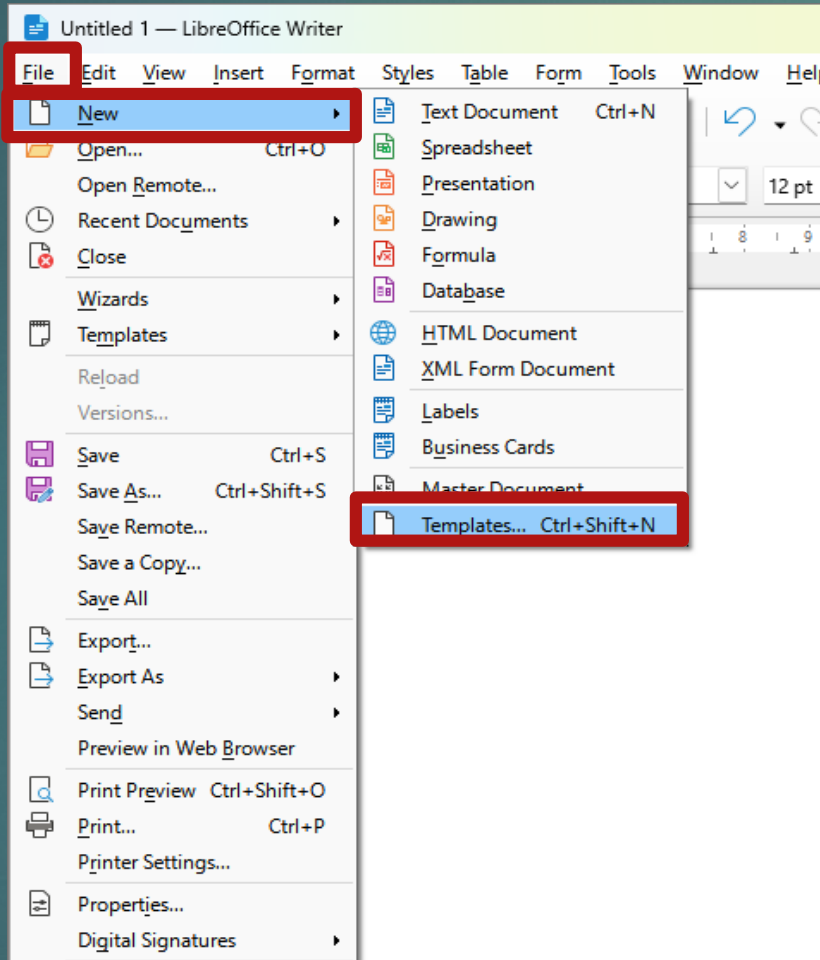 Untitled 1 — LibreOffice Writer
File Edit View Insert Format Styles Table Form Tools Window Help
New
Open... Ctrl+O
Open Remote...
Recent Documents
Close
Wizards
Templates
Reload
Versions...
Save Ctrl+S
Save As... Ctrl+Shift+S
Save Remote...
Save a Copy...
Save All
Export...
Export As
Send
Preview in Web Browser
Print Preview Ctrl+Shift+O
Print... Ctrl+P
Printer Settings...
Properties...
Digital Signatures
Text Document Ctrl+N
Spreadsheet
Presentation
Drawing
Formula
Database
HTML Document
XML Form Document
Labels
Business Cards
Master Document
Templates... Ctrl+Shift+N
12 pt
8 9